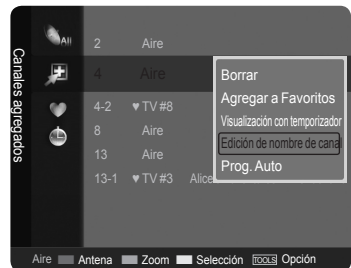 Canales agregados
All
2 Aire
4 Aire
4-2 ♥ TV #8
8 Aire
13 Aire
13-1 ♥ TV #3 Alice
Borrar
Agregar a Favoritos
Visualización con temporizador
Edición de nombre de canal
Prog. Auto
Aire Antena Zoom Selección TOOLS Opción